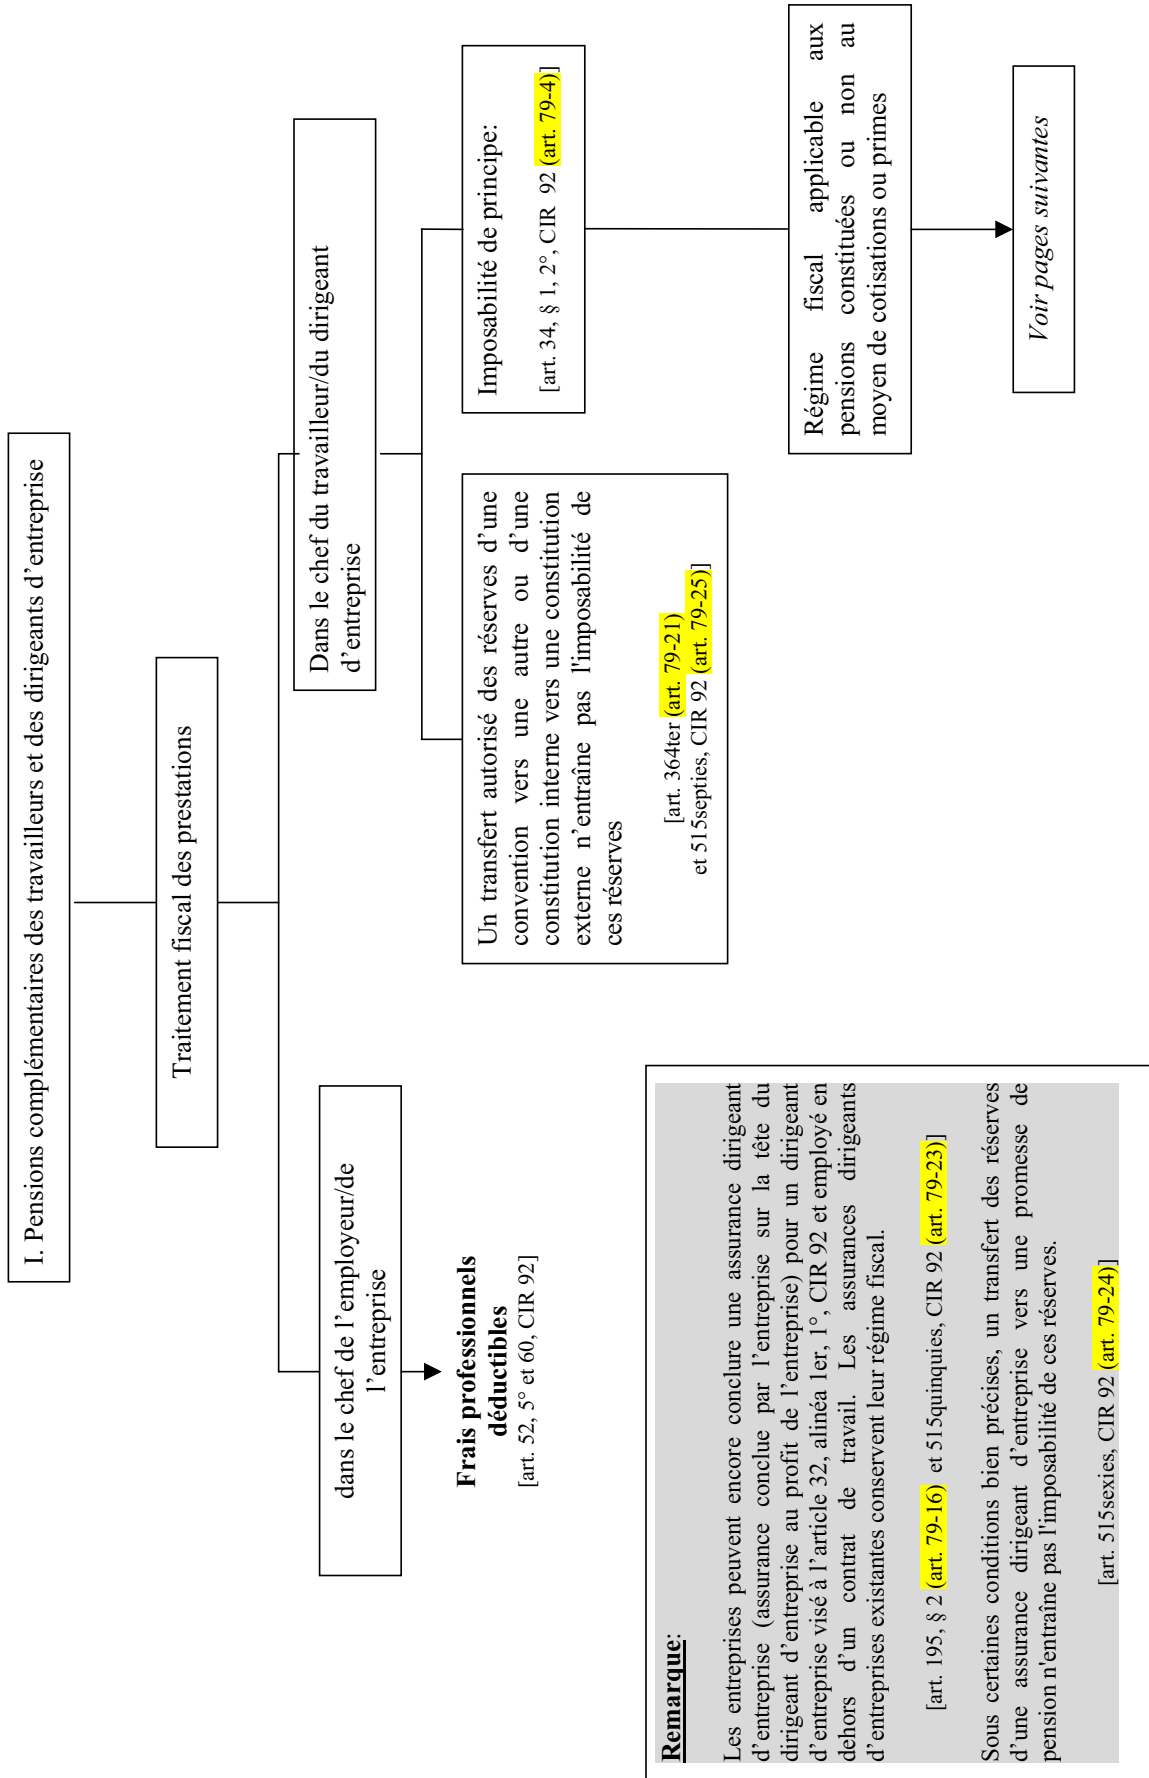 I. Pensions complémentaires des travailleurs et des dirigeants d'entreprise
Traitement fiscal des prestations
dans le chef de l'employeur/de
l'entreprise
Frais professionnels
déductibles
[art. 52, 5° et 60, CIR 92]
Dans le chef du travailleur/du dirigeant
d'entreprise
Un transfert autorisé des réserves d'une
convention vers une autre ou d'une
constitution interne vers une constitution
externe n'entraîne pas l'imposabilité de
ces réserves
[art. 364ter (art. 79-21)
et 515septies, CIR 92 (art. 79-25)]
Imposabilité de principe:
[art. 34, § 1, 2°, CIR 92 (art. 79-4)]
Régime fiscal applicable aux
pensions constituées ou non au
moyen de cotisations ou primes
Voir pages suivantes
Remarque:
Les entreprises peuvent encore conclure une assurance dirigeant
d'entreprise (assurance conclue par l'entreprise sur la tête du
dirigeant d'entreprise au profit de l'entreprise) pour un dirigeant
d'entreprise visé à l'article 32, alinéa 1er, 1°, CIR 92 et employé en
dehors d'un contrat de travail. Les assurances dirigeants
d'entreprises existantes conservent leur régime fiscal.
[art. 195, § 2 (art. 79-16) et 515quinquies, CIR 92 (art. 79-23)]
Sous certaines conditions bien précises, un transfert des réserves
d'une assurance dirigeant d'entreprise vers une promesse de
pension n'entraîne pas l'imposabilité de ces réserves.
[art. 515sexies, CIR 92 (art. 79-24)]